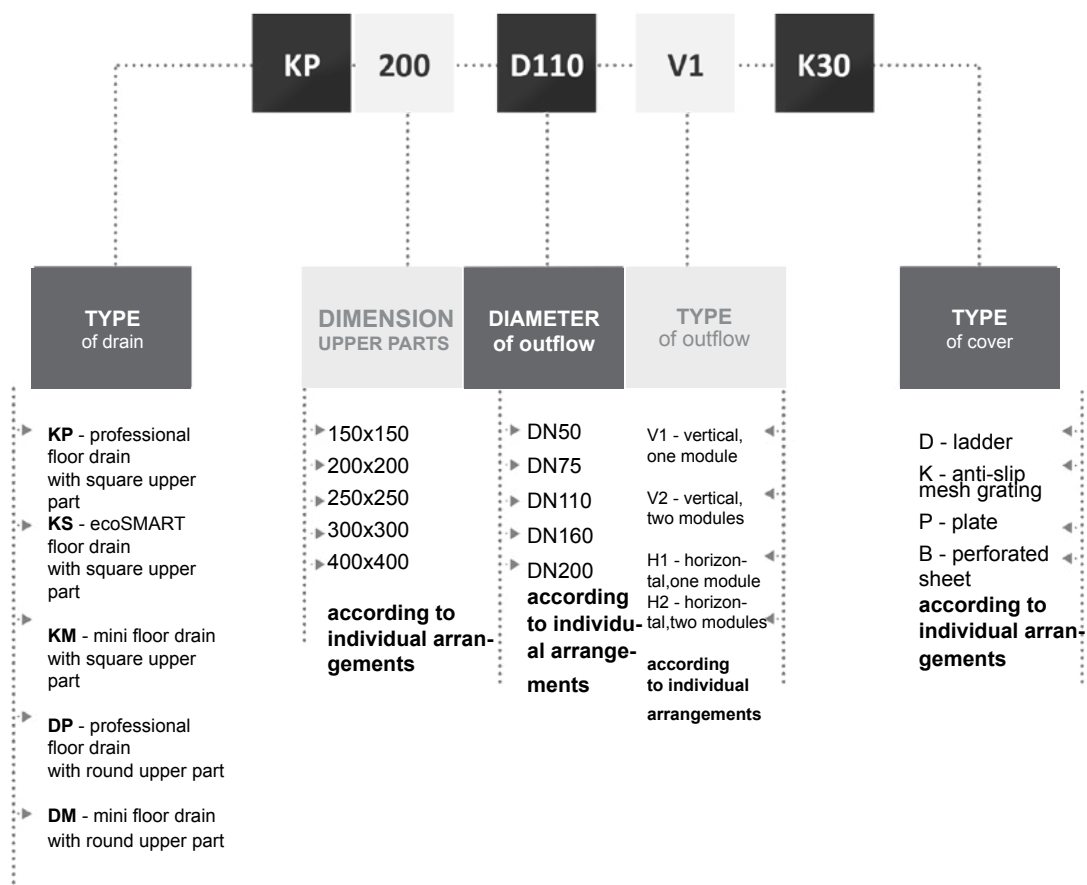 KP 200 D110 V1 K30
TYPE
of drain
KP - professional
floor drain
with square upper
part
KS - ecoSMART
floor drain
with square upper
part
KM - mini floor drain
with square upper
part
DP - professional
floor drain
with round upper part
DM - mini floor drain
with round upper part
DIMENSION
UPPER PARTS
150x150
200x200
250x250
300x300
400x400
according to
individual arran-
gements
DIAMETER
of outflow
DN50
DN75
DN110
DN160
DN200
according
to individu-
al arrange-
ments
TYPE
of outflow
V1 - vertical,
one module
V2 - vertical,
two modules
H1 - horizon-
tal,one module
H2 - horizon-
tal,two modules
according
to individual
arrangements
TYPE
of cover
D - ladder
K - anti-slip
mesh grating
P - plate
B - perforated
sheet
according to
individual arran-
gements